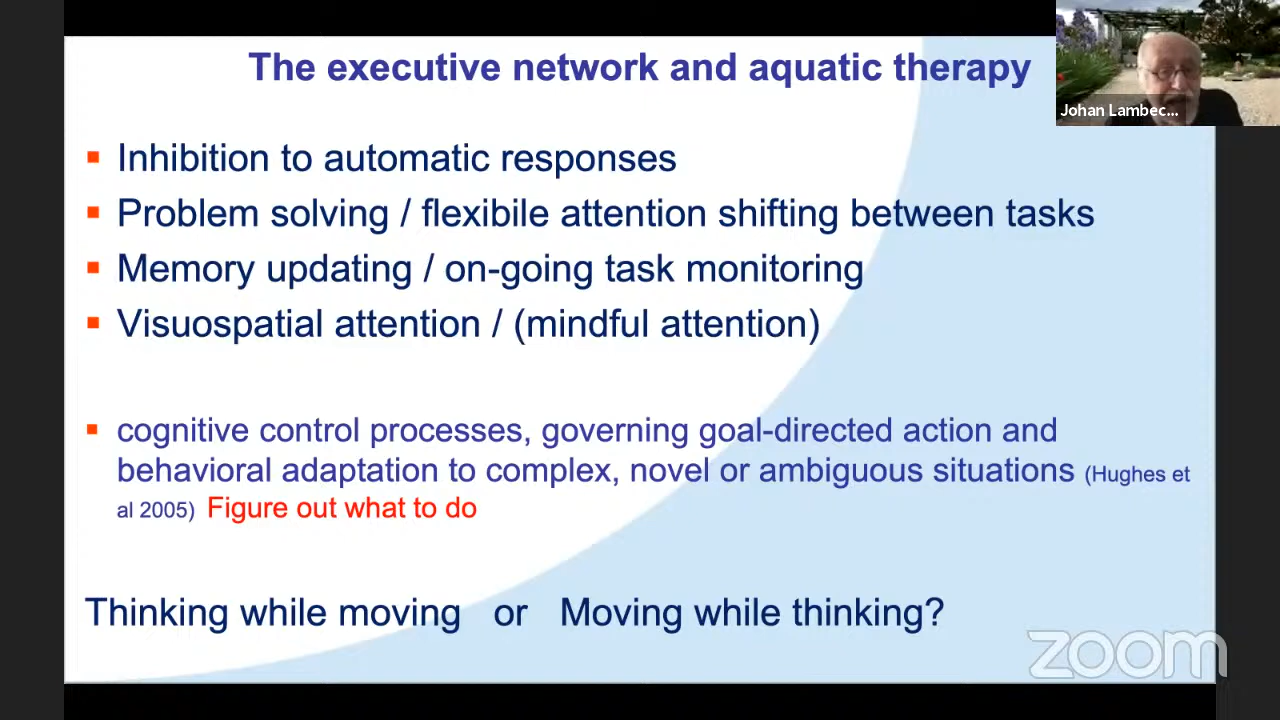 The executive network and aquatic therapy
Johan Lambec...
▪ Inhibition to automatic responses
▪ Problem solving / flexibile attention shifting between tasks
▪ Memory updating / on-going task monitoring
▪ Visuospatial attention / (mindful attention)
▪ cognitive control processes, governing goal-directed action and
behavioral adaptation to complex, novel or ambiguous situations (Hughes et
al 2005) Figure out what to do
Thinking while moving or Moving while thinking?
zoom